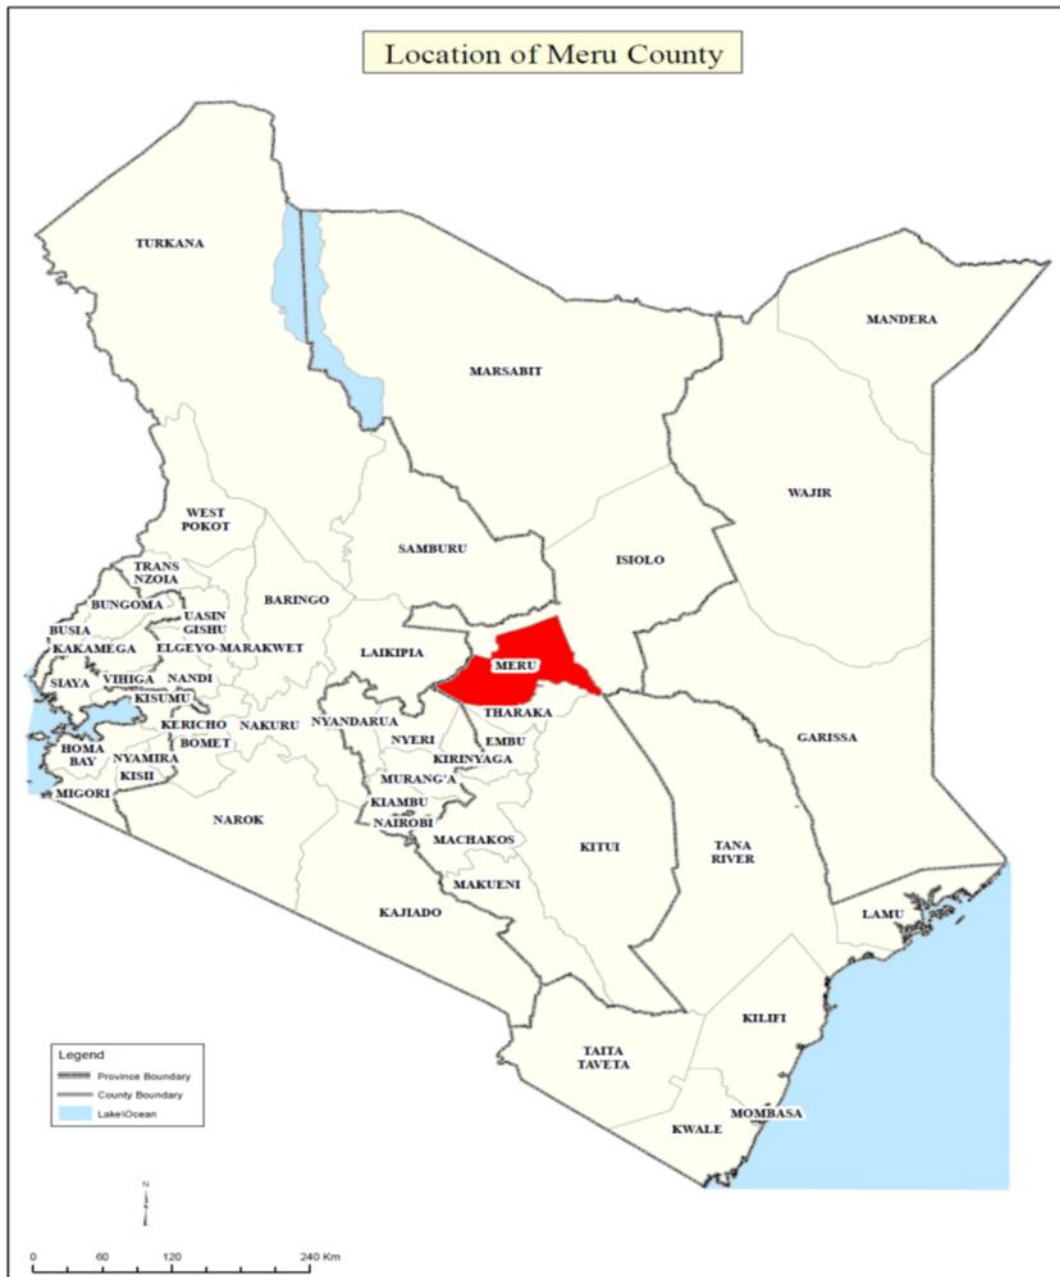 Location of Meru County
TURKANA
MANDERA
MARSABIT
WAJIR
WEST
POKOT
SAMBURU
ISIOLO
TRANS
NZOIA
BARINGO
BUNGOMA
UASIN
GISHU
BUSIA
KAKAMEGA
ELGEYO-MARAKWET
LAIKIPIA
MERU
SIAYA
VIHIGA
NANDI
KISUMU
THARAKA
KERICHO
NAKURU
NYANDARUA
NYERI
EMBU
GARISSA
BOMET
HOMA
BAY
NYAMIRA
KISII
KIRINYAGA
MURANG'A
MIGORI
KIAMBU
NAROK
NAIROBI
MACHAKOS
KITUI
TANA
RIVER
MAKUENI
KAJIADO
LAMU
KILIFI
TAITA
TAVETA
MOMBASA
KWALE
Legend
Province Boundary
County Boundary
Lake\Ocean
N
0 60 120 240 Km